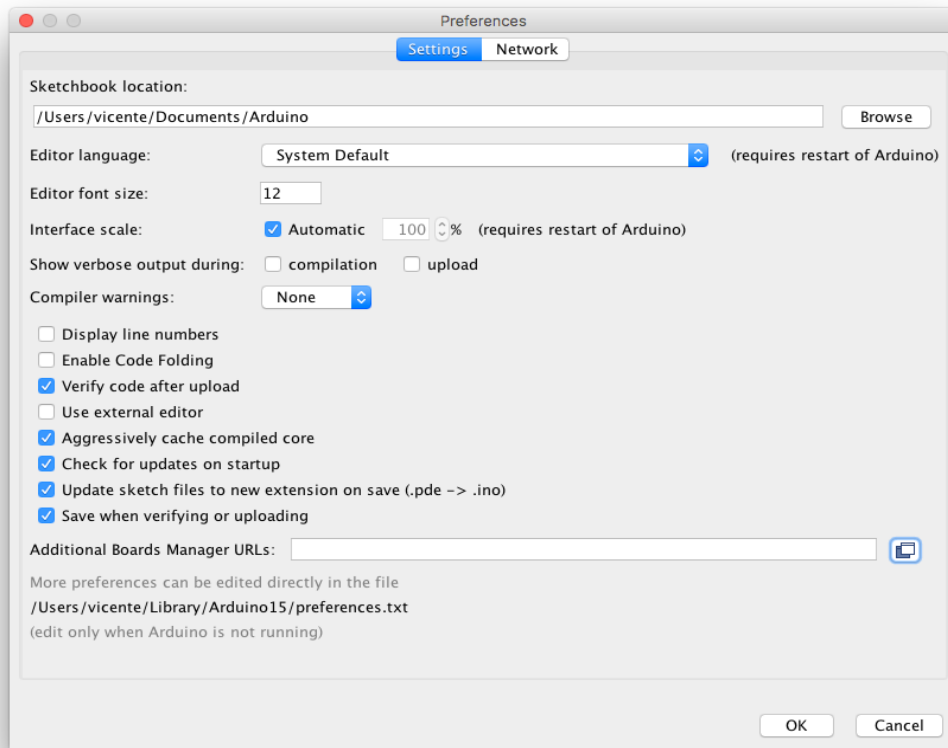 Preferences
Settings Network
Sketchbook location:
/Users/vicente/Documents/Arduino Browse
Editor language: System Default (requires restart of Arduino)
Editor font size: 12
Interface scale: Automatic 100 % (requires restart of Arduino)
Show verbose output during: compilation upload
Compiler warnings: None
Display line numbers
Enable Code Folding
Verify code after upload
Use external editor
Aggressively cache compiled core
Check for updates on startup
Update sketch files to new extension on save (.pde -> .ino)
Save when verifying or uploading
Additional Boards Manager URLs:
More preferences can be edited directly in the file
/Users/vicente/Library/Arduino15/preferences.txt
(edit only when Arduino is not running)
OK Cancel